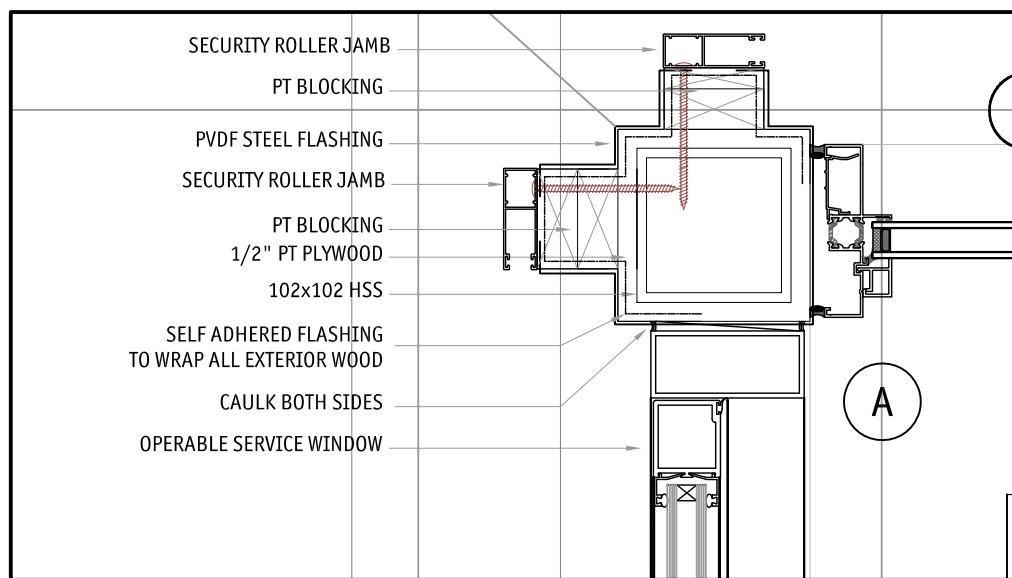 SECURITY ROLLER JAMB
PT BLOCKING
PVDF STEEL FLASHING
SECURITY ROLLER JAMB
PT BLOCKING
1/2" PT PLYWOOD
102x102 HSS
SELF ADHERED FLASHING
TO WRAP ALL EXTERIOR WOOD
CAULK BOTH SIDES
OPERABLE SERVICE WINDOW
A